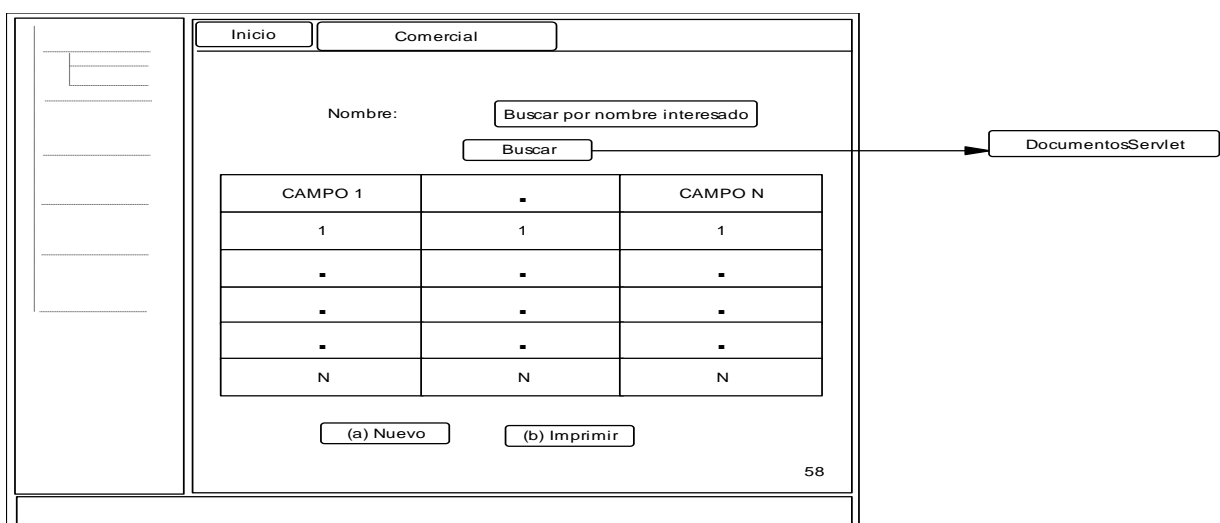 Inicio
Comercial
Nombre:
Buscar por nombre interesado
Buscar
DocumentosServlet
CAMPO 1 . CAMPO N
1 1 1
. . .
. . .
. . .
N N N
(a) Nuevo
(b) Imprimir
58